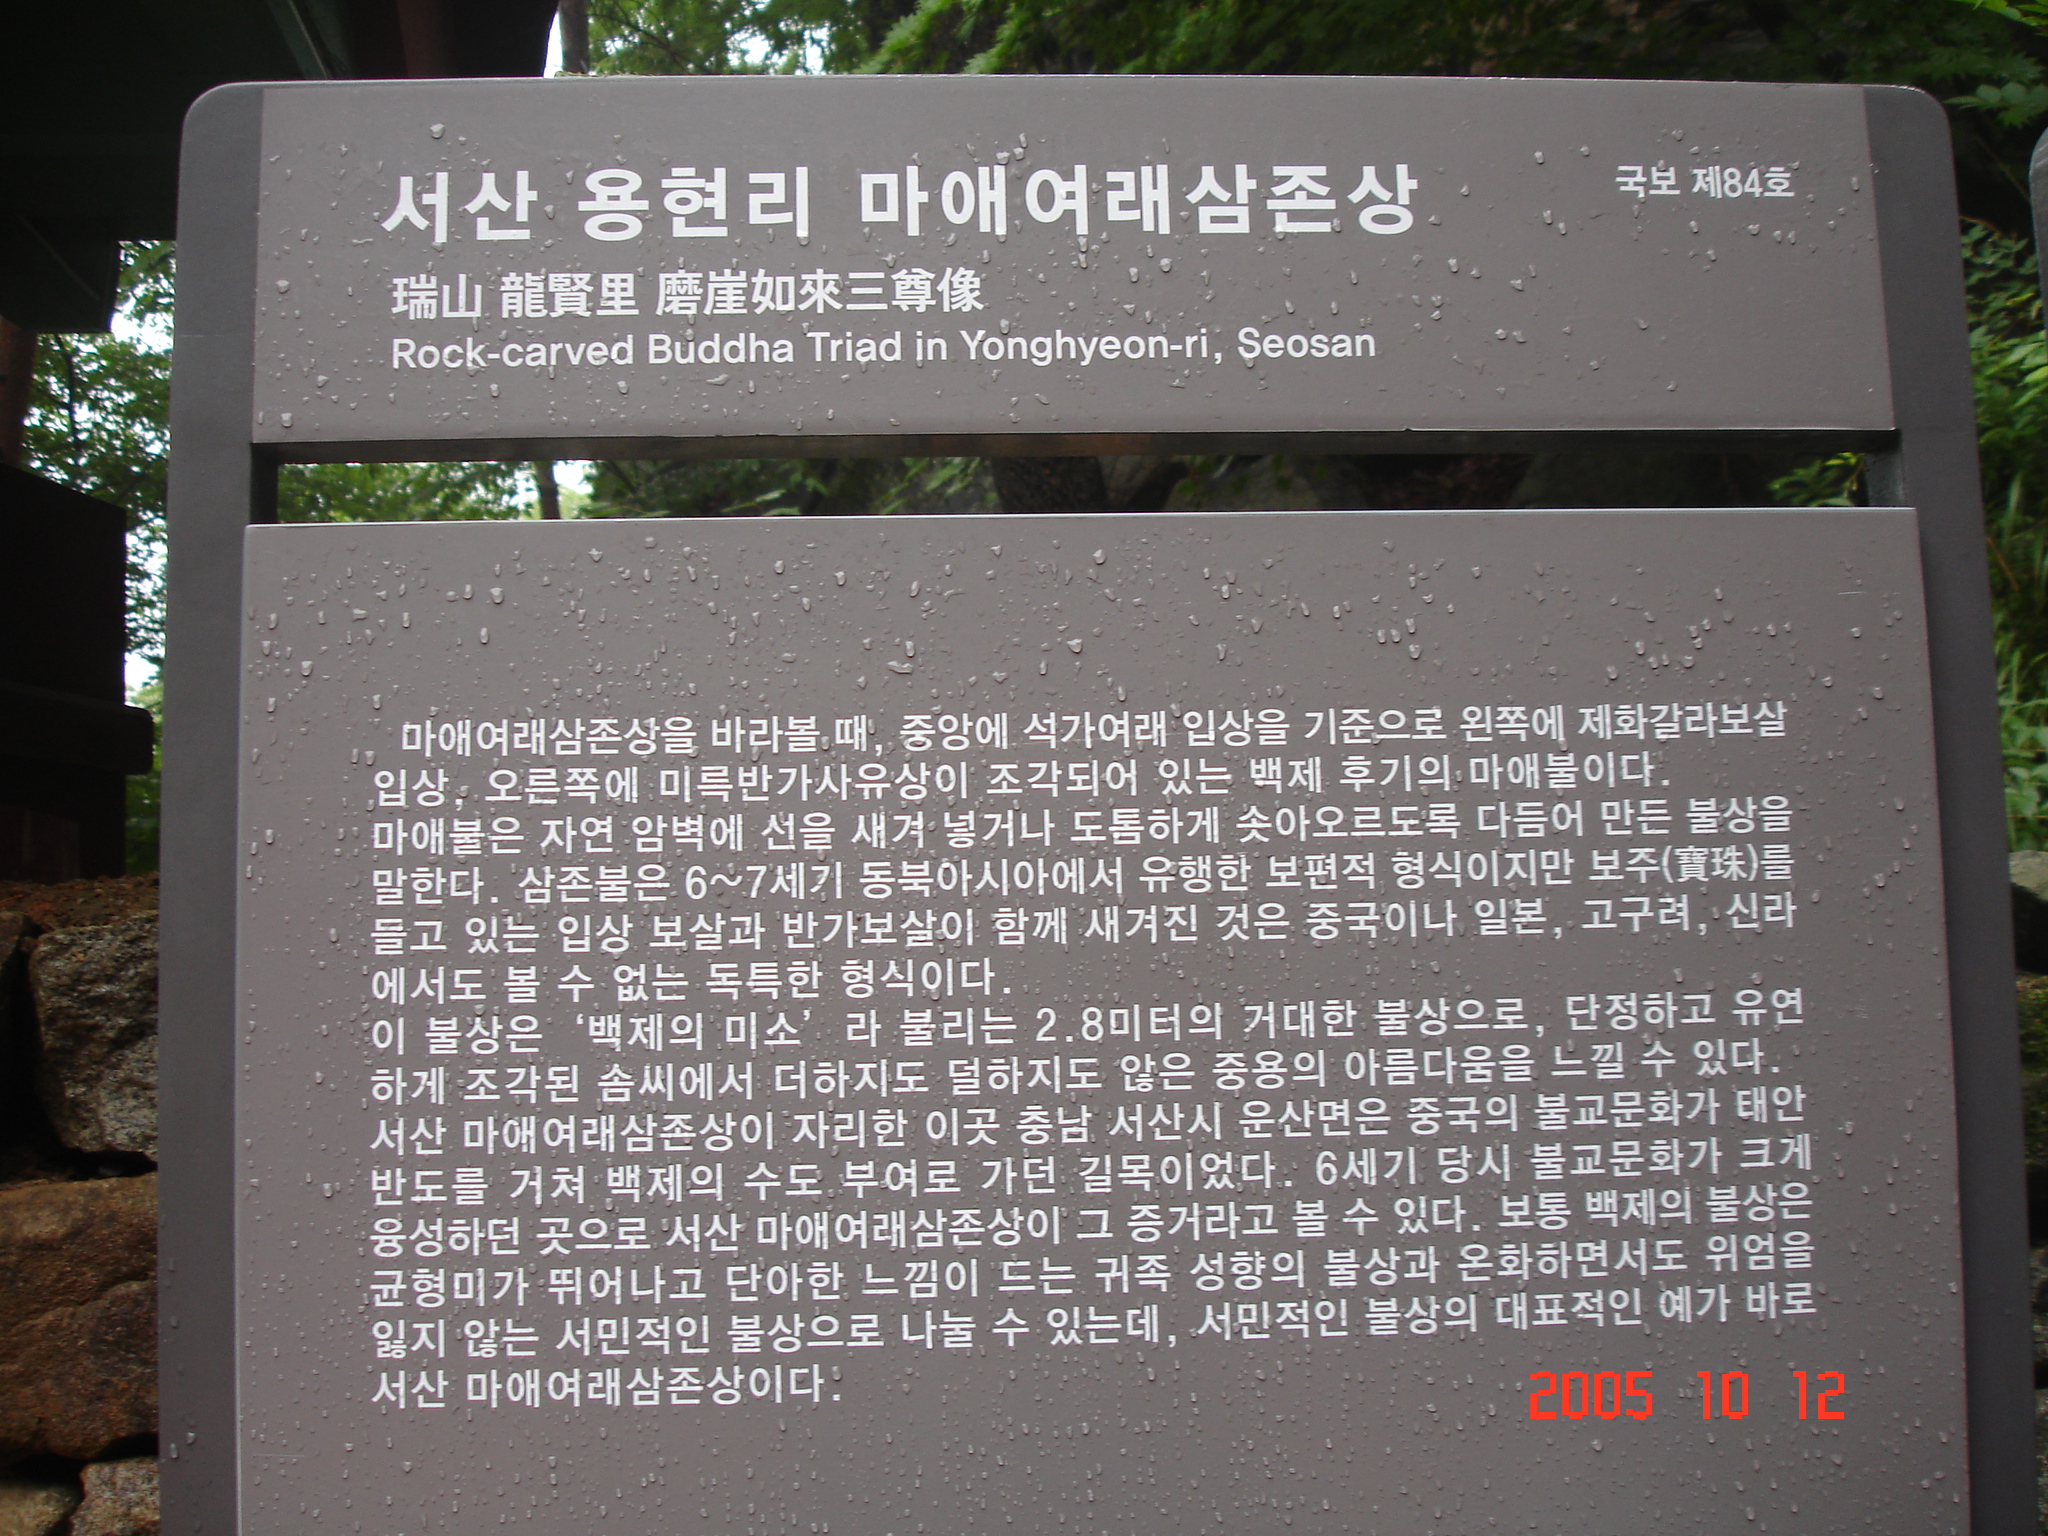 서산 용현리 마애여래삼존상
국보 제84호
瑞山 龍賢里 磨崖如來三尊像
Rock-carved Buddha Triad in Yonghyeon-ri, Seosan
마애여래삼존상을 바라볼 때, 중앙에 석가여래 입상을 기준으로 왼쪽에 제화갈라보살
입상, 오른쪽에 미륵반가사유상이 조각되어 있는 백제 후기의 마애불이다.
마애불은 자연 암벽에 선을 새겨 넣거나 도톰하게 솟아오르도록 다듬어 만든 불상을
말한다. 삼존불은 6~7세기 동북아시아에서 유행한 보편적 형식이지만 보주(寶珠)를
들고 있는 입상 보살과 반가보살이 함께 새겨진 것은 중국이나 일본, 고구려, 신라
에서도 볼 수 없는 독특한 형식이다.
이 불상은 ‘백제의 미소’ 라 불리는 2.8미터의 거대한 불상으로, 단정하고 유연
하게 조각된 솜씨에서 더하지도 덜하지도 않은 중용의 아름다움을 느낄 수 있다.
서산 마애여래삼존상이 자리한 이곳 충남 서산시 운산면은 중국의 불교문화가 태안
반도를 거쳐 백제의 수도 부여로 가던 길목이었다. 6세기 당시 불교문화가 크게
융성하던 곳으로 서산 마애여래삼존상이 그 증거라고 볼 수 있다. 보통 백제의 불상은
균형미가 뛰어나고 단아한 느낌이 드는 귀족 성향의 불상과 온화하면서도 위엄을
잃지 않는 서민적인 불상으로 나눌 수 있는데, 서민적인 불상의 대표적인 예가 바로
서산 마애여래삼존상이다.
2005 10 12